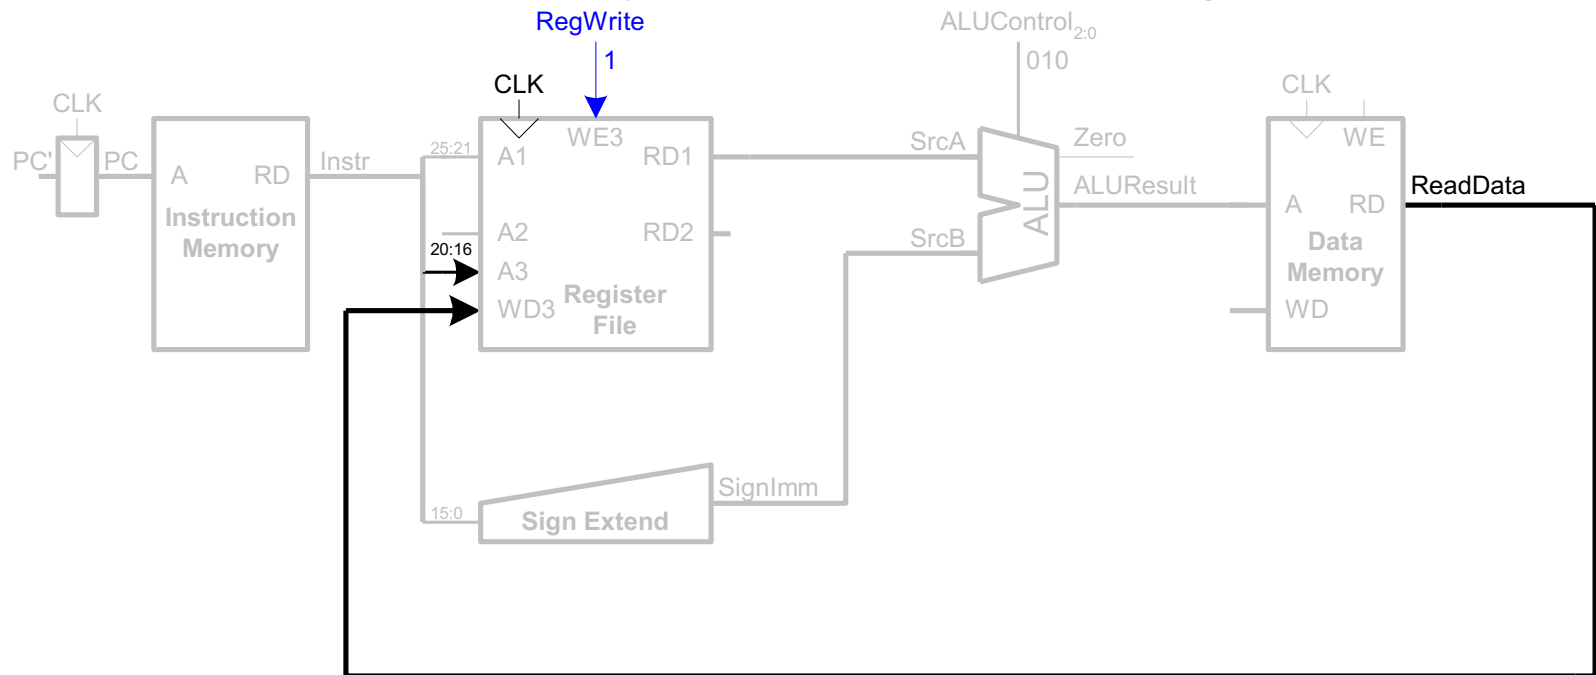 RegWrite
ALUControl2:0
1
010
CLK
CLK
CLK
PC'
PC
A
RD
Instr
Instruction
Memory
25:21
A1
WE3
RD1
A2
RD2
20:16
A3
WD3
Register
File
SrcA
SrcB
ALU
Zero
ALUResult
WE
A
RD
Data
Memory
WD
ReadData
SignImm
15:0
Sign Extend